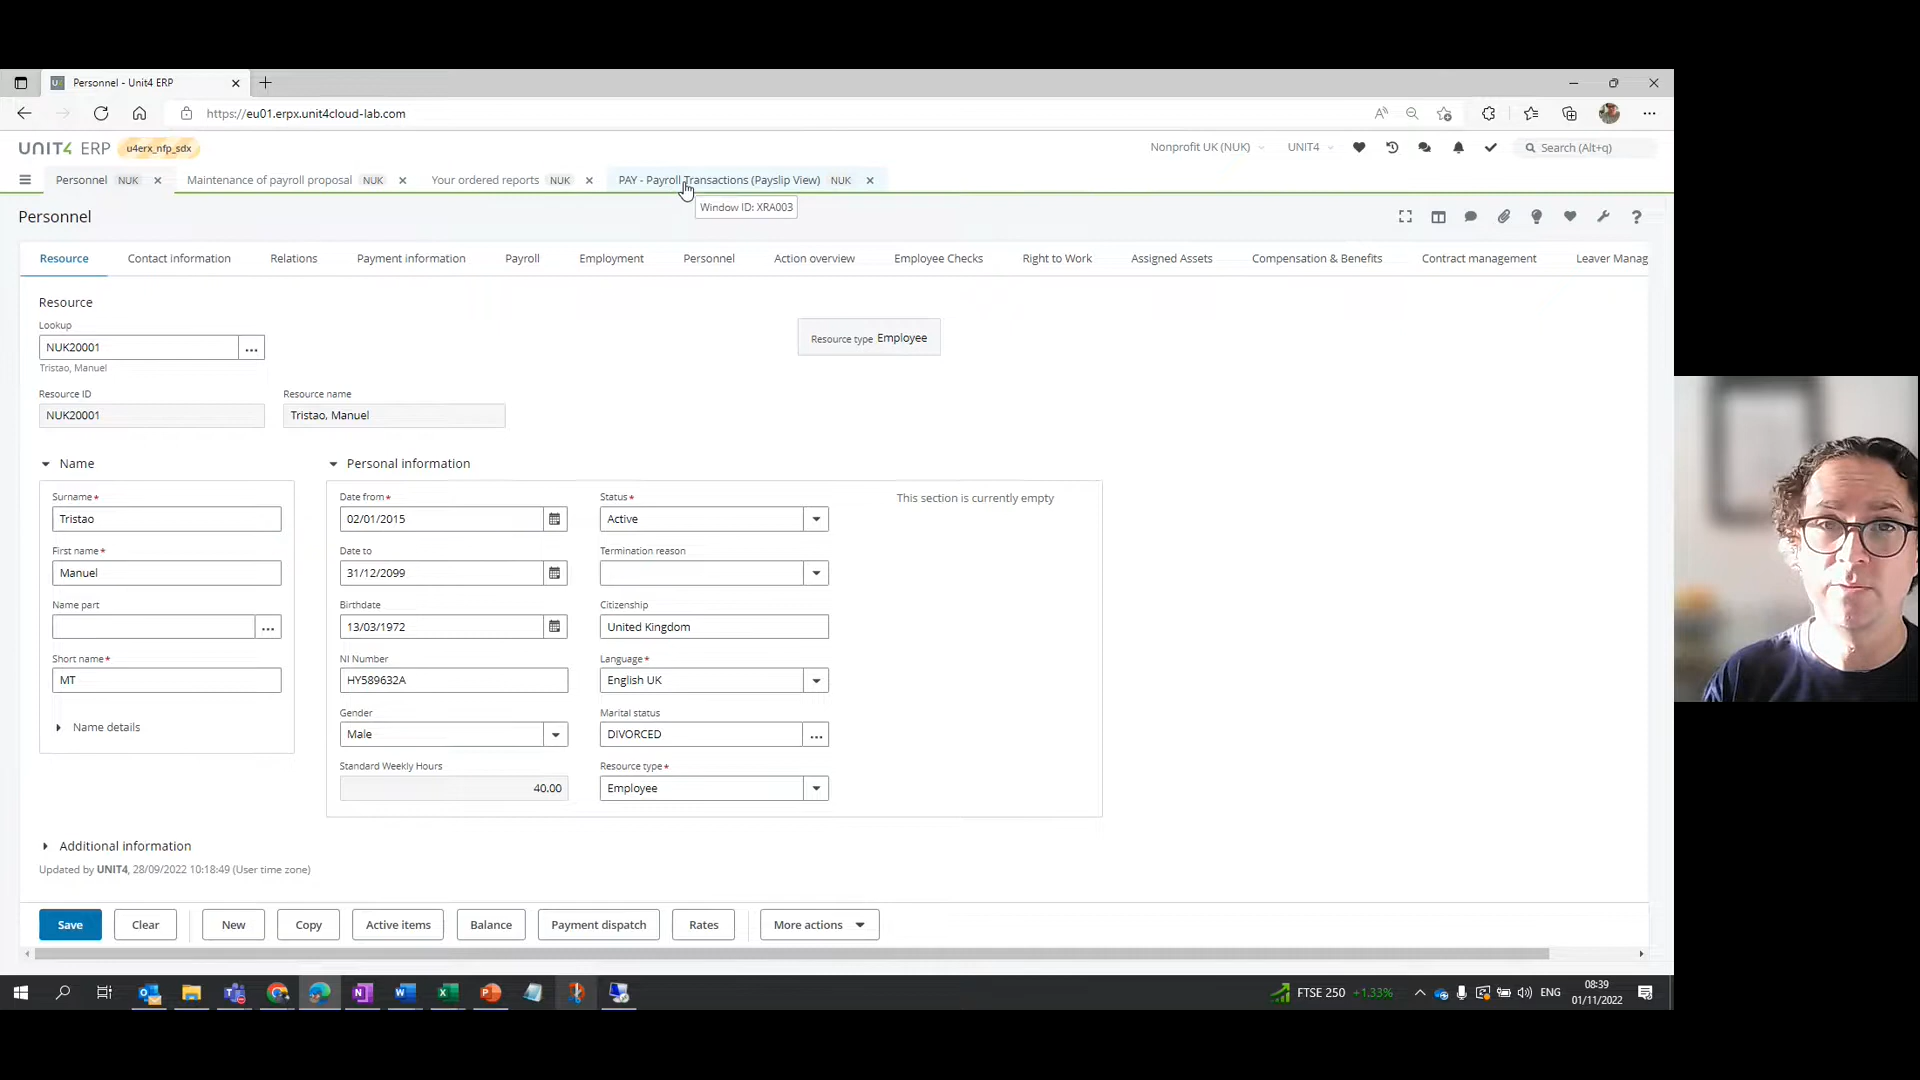 Personnel - Unit4 ERP
https://eu01.erpx.unit4cloud-lab.com
UNIT4 ERP u4erx_nfp_sdx
Nonprofit UK (NUK) UNIT4 Search (Alt+q)
Personnel NUK Maintenance of payroll proposal NUK Your ordered reports NUK PAY - Payroll Transactions (Payslip View) NUK
Window ID: XRA003
Personnel
Resource Contact information Relations Payment information Payroll Employment Personnel Action overview Employee Checks Right to Work Assigned Assets Compensation & Benefits Contract management Leaver Manag
Resource
Lookup
NUK20001 ...
Tristao, Manuel
Resource type Employee
Resource ID Resource name
NUK20001 Tristao, Manuel
Name
Surname*
Tristao
First name*
Manuel
Name part
...
Short name*
MT
Name details
Personal information
Date from* Status* This section is currently empty
02/01/2015 Active
Date to Termination reason
31/12/2099
Birthdate Citizenship
13/03/1972 United Kingdom
NI Number Language*
HY589632A English UK
Gender Marital status
Male DIVORCED ...
Standard Weekly Hours Resource type*
40.00 Employee
Additional information
Updated by UNIT4, 28/09/2022 10:18:49 (User time zone)
Save Clear New Copy Active items Balance Payment dispatch Rates More actions
FTSE 250 +1.33% ENG 08:39
01/11/2022